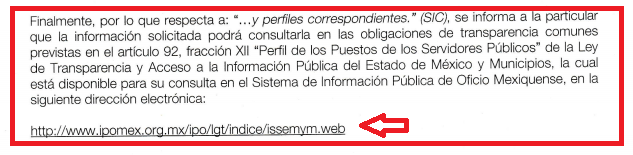 Finalmente, por lo que respecta a: "...y perfiles correspondientes." (SIC), se informa a la particular
que la información solicitada podrá consultarla en las obligaciones de transparencia comunes
previstas en el artículo 92, fracción XII "Perfil de los Puestos de los Servidores Públicos" de la Ley
de Transparencia y Acceso a la Información Pública del Estado de México y Municipios, la cual
está disponible para su consulta en el Sistema de Información Pública de Oficio Mexiquense, en la
siguiente dirección electrónica:
http://www.ipomex.org.mx/ipo/lgt/indice/issemym.web